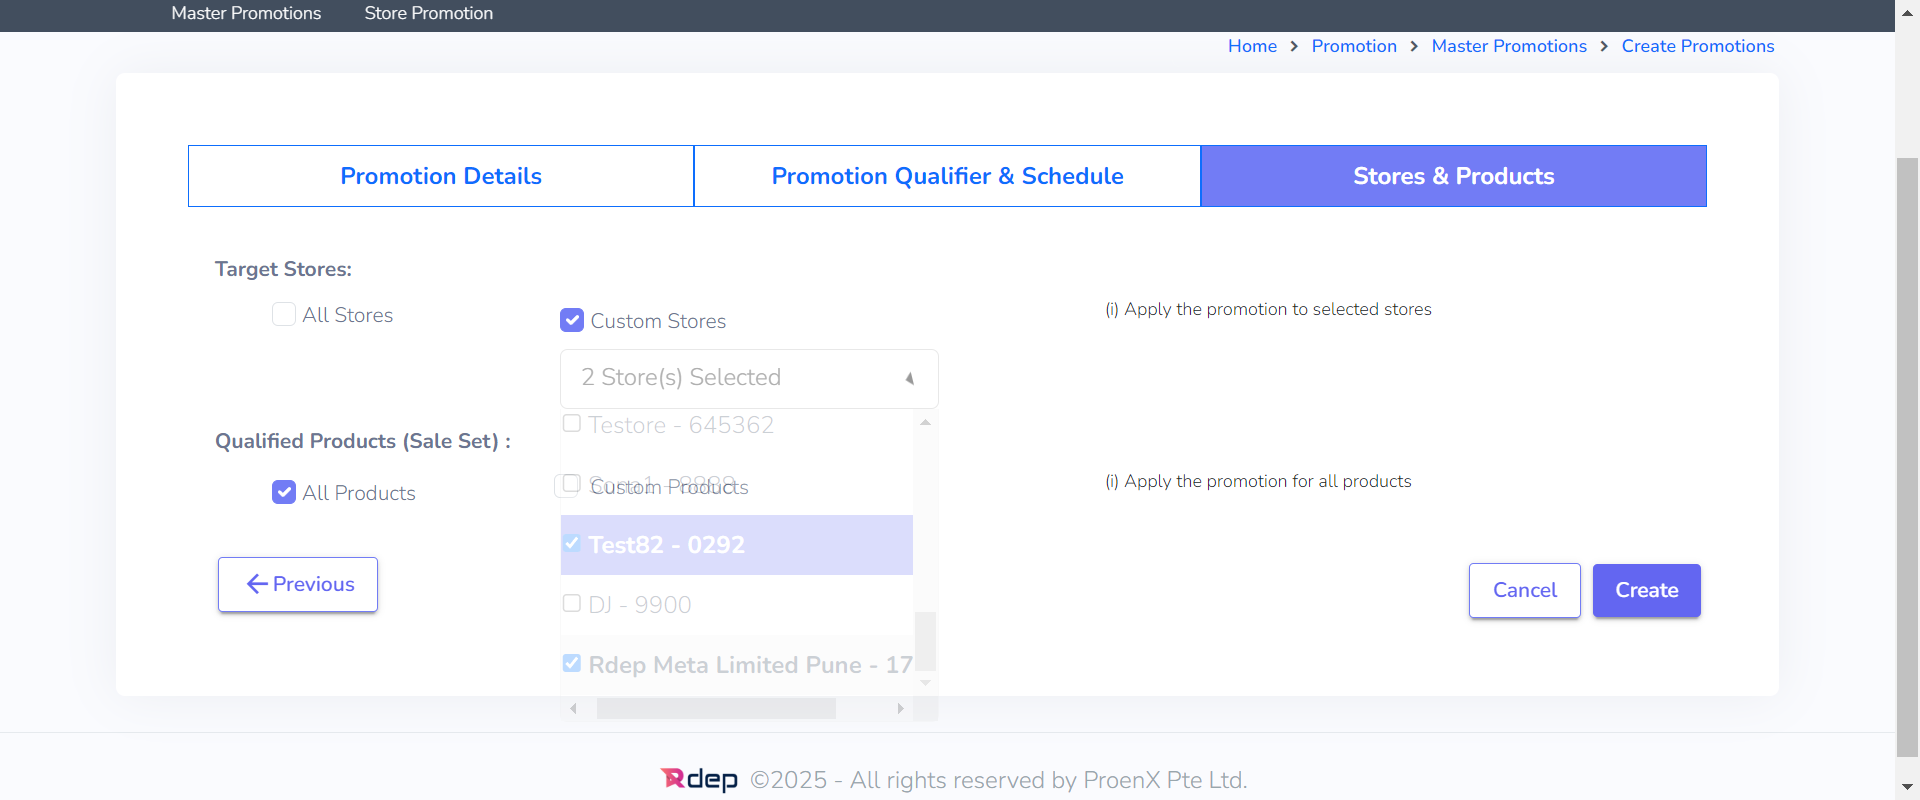 Master Promotions Store Promotion
Home > Promotion > Master Promotions > Create Promotions
Promotion Details Promotion Qualifier & Schedule Stores & Products
Target Stores:
All Stores Custom Stores (i) Apply the promotion to selected stores
2 Store(s) Selected
Testore - 645362
Qualified Products (Sale Set) :
All Products Custom Products (i) Apply the promotion for all products
Test82 - 0292
Previous
DJ - 9900
Cancel Create
Rdep Meta Limited Pune - 17
Rdep ©2025 - All rights reserved by ProenX Pte Ltd.